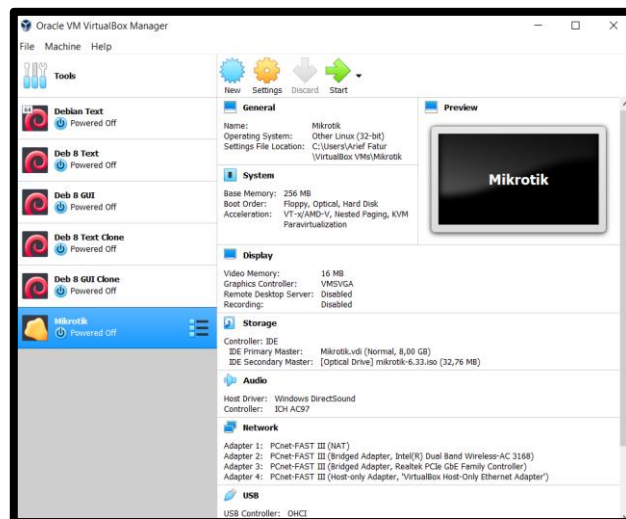 Oracle VM VirtualBox Manager
File Machine Help
Tools
New Settings Discard Start
64
Debian Text
Powered Off
Deb 8 Text
Powered Off
Deb 8 GUI
Powered Off
Deb 8 Text Clone
Powered Off
Deb 8 GUI Clone
Powered Off
Mikrotik
Powered Off
General
Name: Mikrotik
Operating System: Other Linux (32-bit)
Settings File Location: C:\Users\Arief Fatur
\VirtualBox VMs\Mikrotik
Preview
Mikrotik
System
Base Memory: 256 MB
Boot Order: Floppy, Optical, Hard Disk
Acceleration: VT-x/AMD-V, Nested Paging, KVM
Paravirtualization
Display
Video Memory: 16 MB
Graphics Controller: VMSVGA
Remote Desktop Server: Disabled
Recording: Disabled
Storage
Controller: IDE
IDE Primary Master: Mikrotik.vdi (Normal, 8,00 GB)
IDE Secondary Master: [Optical Drive] mikrotik-6.33.iso (32,76 MB)
Audio
Host Driver: Windows DirectSound
Controller: ICH AC97
Network
Adapter 1: PCnet-FAST III (NAT)
Adapter 2: PCnet-FAST III (Bridged Adapter, Intel(R) Dual Band Wireless-AC 3168)
Adapter 3: PCnet-FAST III (Bridged Adapter, Realtek PCIe GbE Family Controller)
Adapter 4: PCnet-FAST III (Host-only Adapter, 'VirtualBox Host-Only Ethernet Adapter')
USB
USB Controller: OHCI